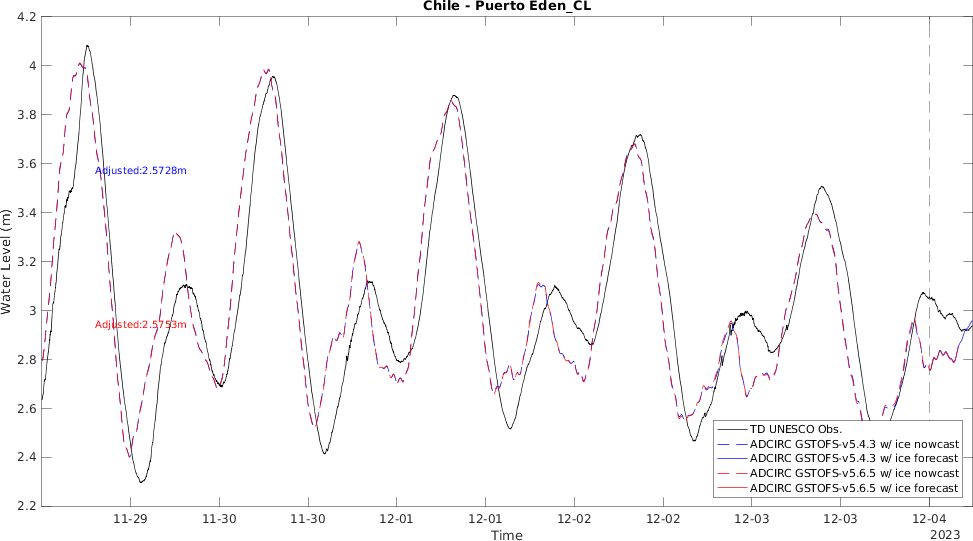 Chile - Puerto Eden_CL
4.2
4
3.8
3.6
3.4
3.2
3
2.8
2.6
2.4
2.2
Water Level (m)
Adjusted:2.5728m
Adjusted:2.5753m
TD UNESCO Obs.
ADCIRC GSTOFS-v5.4.3 w/ ice nowcast
ADCIRC GSTOFS-v5.4.3 w/ ice forecast
ADCIRC GSTOFS-v5.6.5 w/ ice nowcast
ADCIRC GSTOFS-v5.6.5 w/ ice forecast
11-29 11-30 11-30 12-01 12-01 12-02 12-02 12-03 12-03 12-04
Time 2023